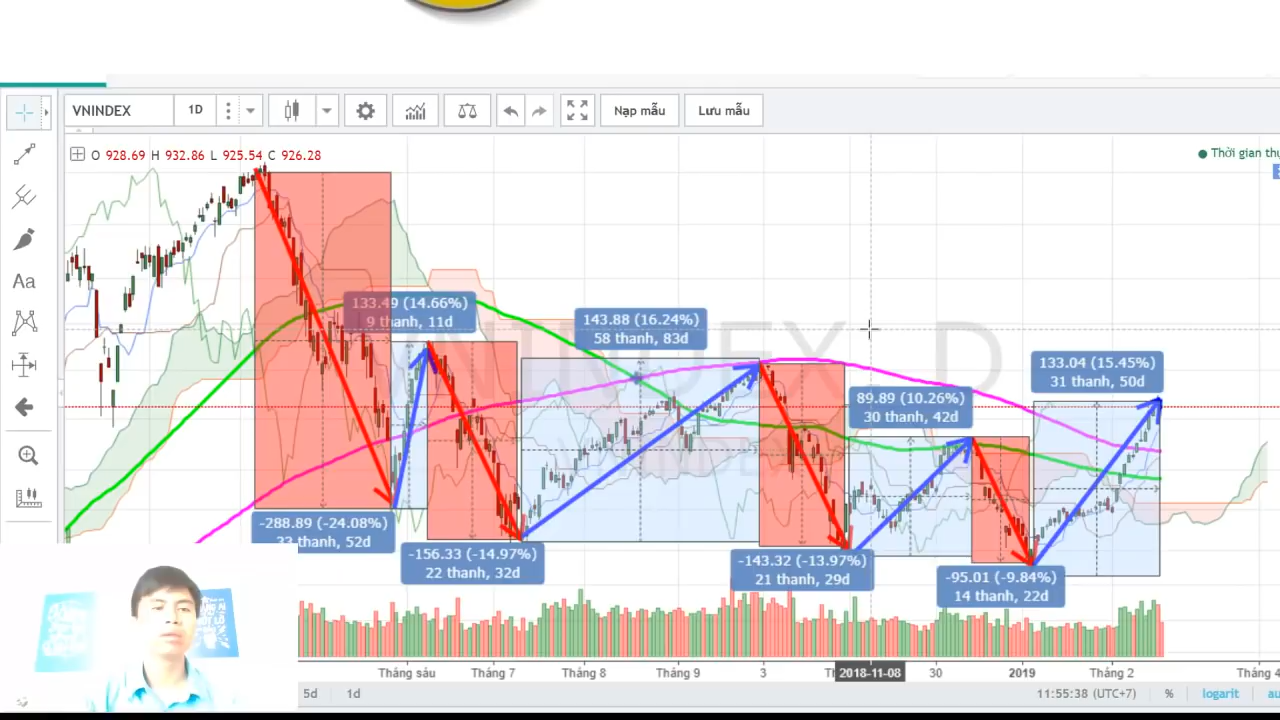 VNINDEX 1D Nạp mẫu Lưu mẫu
O 928.69 H 932.86 L 925.54 C 926.28
Thời gian
Aa
133.49 (14.66%)
9 thanh, 11d
143.88 (16.24%)
58 thanh, 83d
133.04 (15.45%)
31 thanh, 50d
89.89 (10.26%)
30 thanh, 42d
-288.89 (-24.08%)
33 thanh, 52d
-156.33 (-14.97%)
22 thanh, 32d
-143.32 (-13.97%)
21 thanh, 29d
-95.01 (-9.84%)
14 thanh, 22d
Tháng sáu Tháng 7 Tháng 8 Tháng 9 3 2018-11-08 30 2019 Tháng 2 Tháng 4
5d 1d 11:55:38 (UTC+7) % logarit